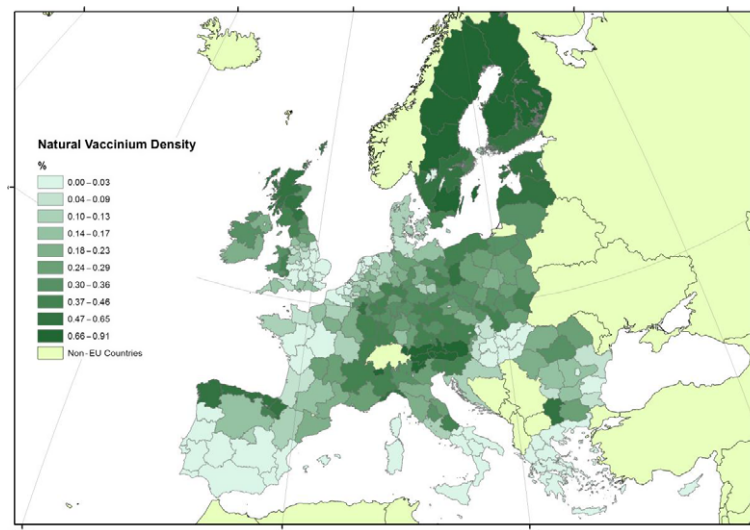 Natural Vaccinium Density
%
0.00 – 0.03
0.04 – 0.09
0.10 – 0.13
0.14 – 0.17
0.18 – 0.23
0.24 – 0.29
0.30 – 0.36
0.37 – 0.46
0.47 – 0.65
0.66 – 0.91
Non-EU Countries